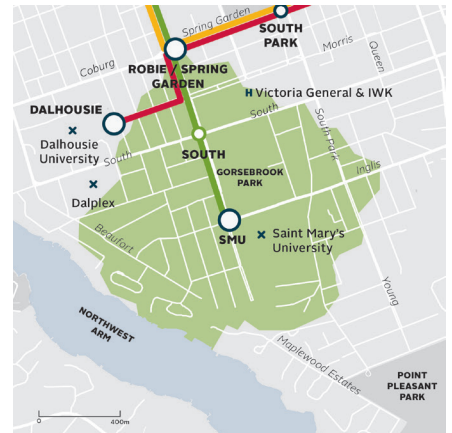 Spring Garden
SOUTH
PARK
Morris
Queen
Coburg
ROBIE / SPRING
GARDEN
H Victoria General & IWK
DALHOUSIE
South
South Park
Dalhousie
University
South
SOUTH
GORSEBROOK
PARK
Inglis
Dalplex
SMU
Saint Mary's
University
Beaufort
Young
NORTHWEST
ARM
Maplewood Estates
POINT
PLEASANT
PARK
0
400m